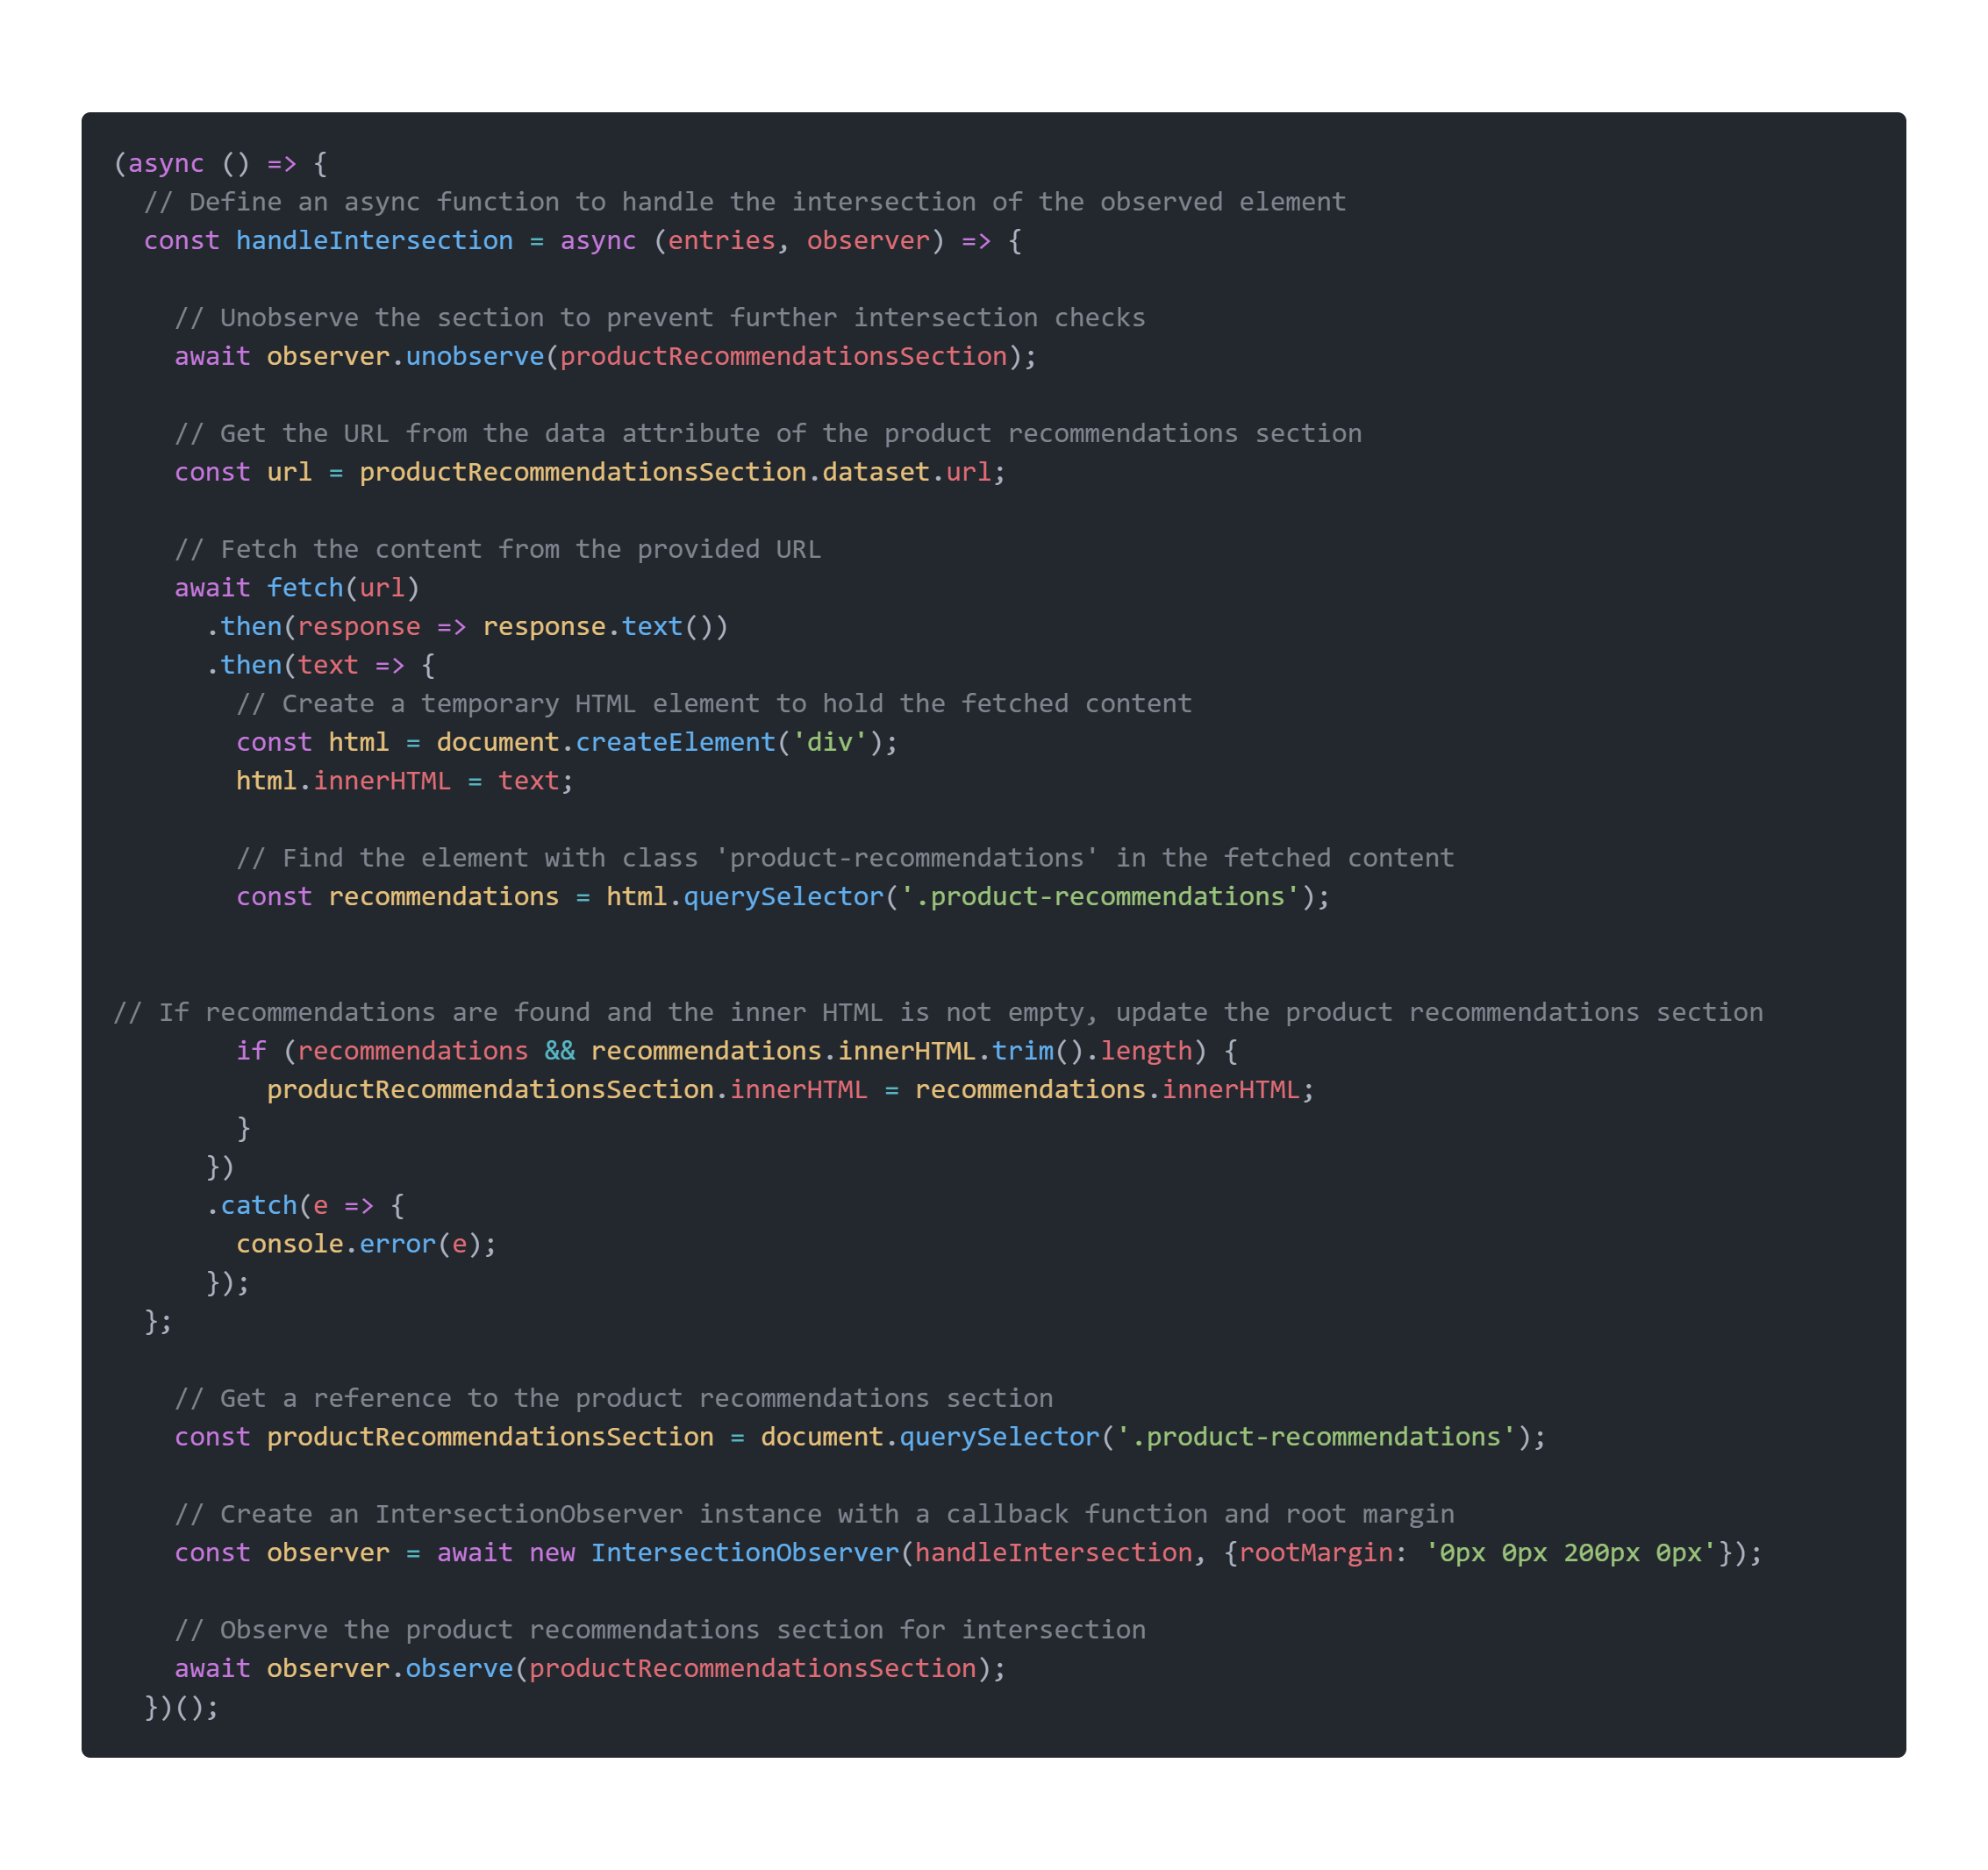 (async () => {
  // Define an async function to handle the intersection of the observed element
  const handleIntersection = async (entries, observer) => {

    // Unobserve the section to prevent further intersection checks
    await observer.unobserve(productRecommendationsSection);

    // Get the URL from the data attribute of the product recommendations section
    const url = productRecommendationsSection.dataset.url;

    // Fetch the content from the provided URL
    await fetch(url)
      .then(response => response.text())
      .then(text => {
        // Create a temporary HTML element to hold the fetched content
        const html = document.createElement('div');
        html.innerHTML = text;

        // Find the element with class 'product-recommendations' in the fetched content
        const recommendations = html.querySelector('.product-recommendations');


// If recommendations are found and the inner HTML is not empty, update the product recommendations section
        if (recommendations && recommendations.innerHTML.trim().length) {
          productRecommendationsSection.innerHTML = recommendations.innerHTML;
        }
      })
      .catch(e => {
        console.error(e);
      });
  };

    // Get a reference to the product recommendations section
    const productRecommendationsSection = document.querySelector('.product-recommendations');

    // Create an IntersectionObserver instance with a callback function and root margin
    const observer = await new IntersectionObserver(handleIntersection, {rootMargin: '0px 0px 200px 0px'});

    // Observe the product recommendations section for intersection
    await observer.observe(productRecommendationsSection);
  })();